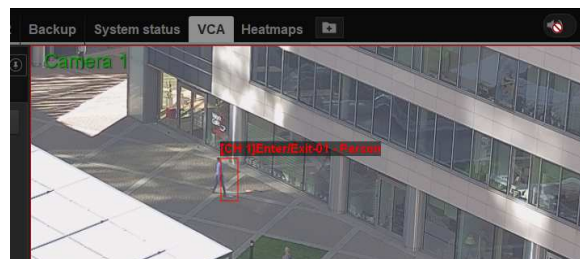 Backup System status VCA Heatmaps
Camera 1
[CH 1]Enter/Exit-01 - Person